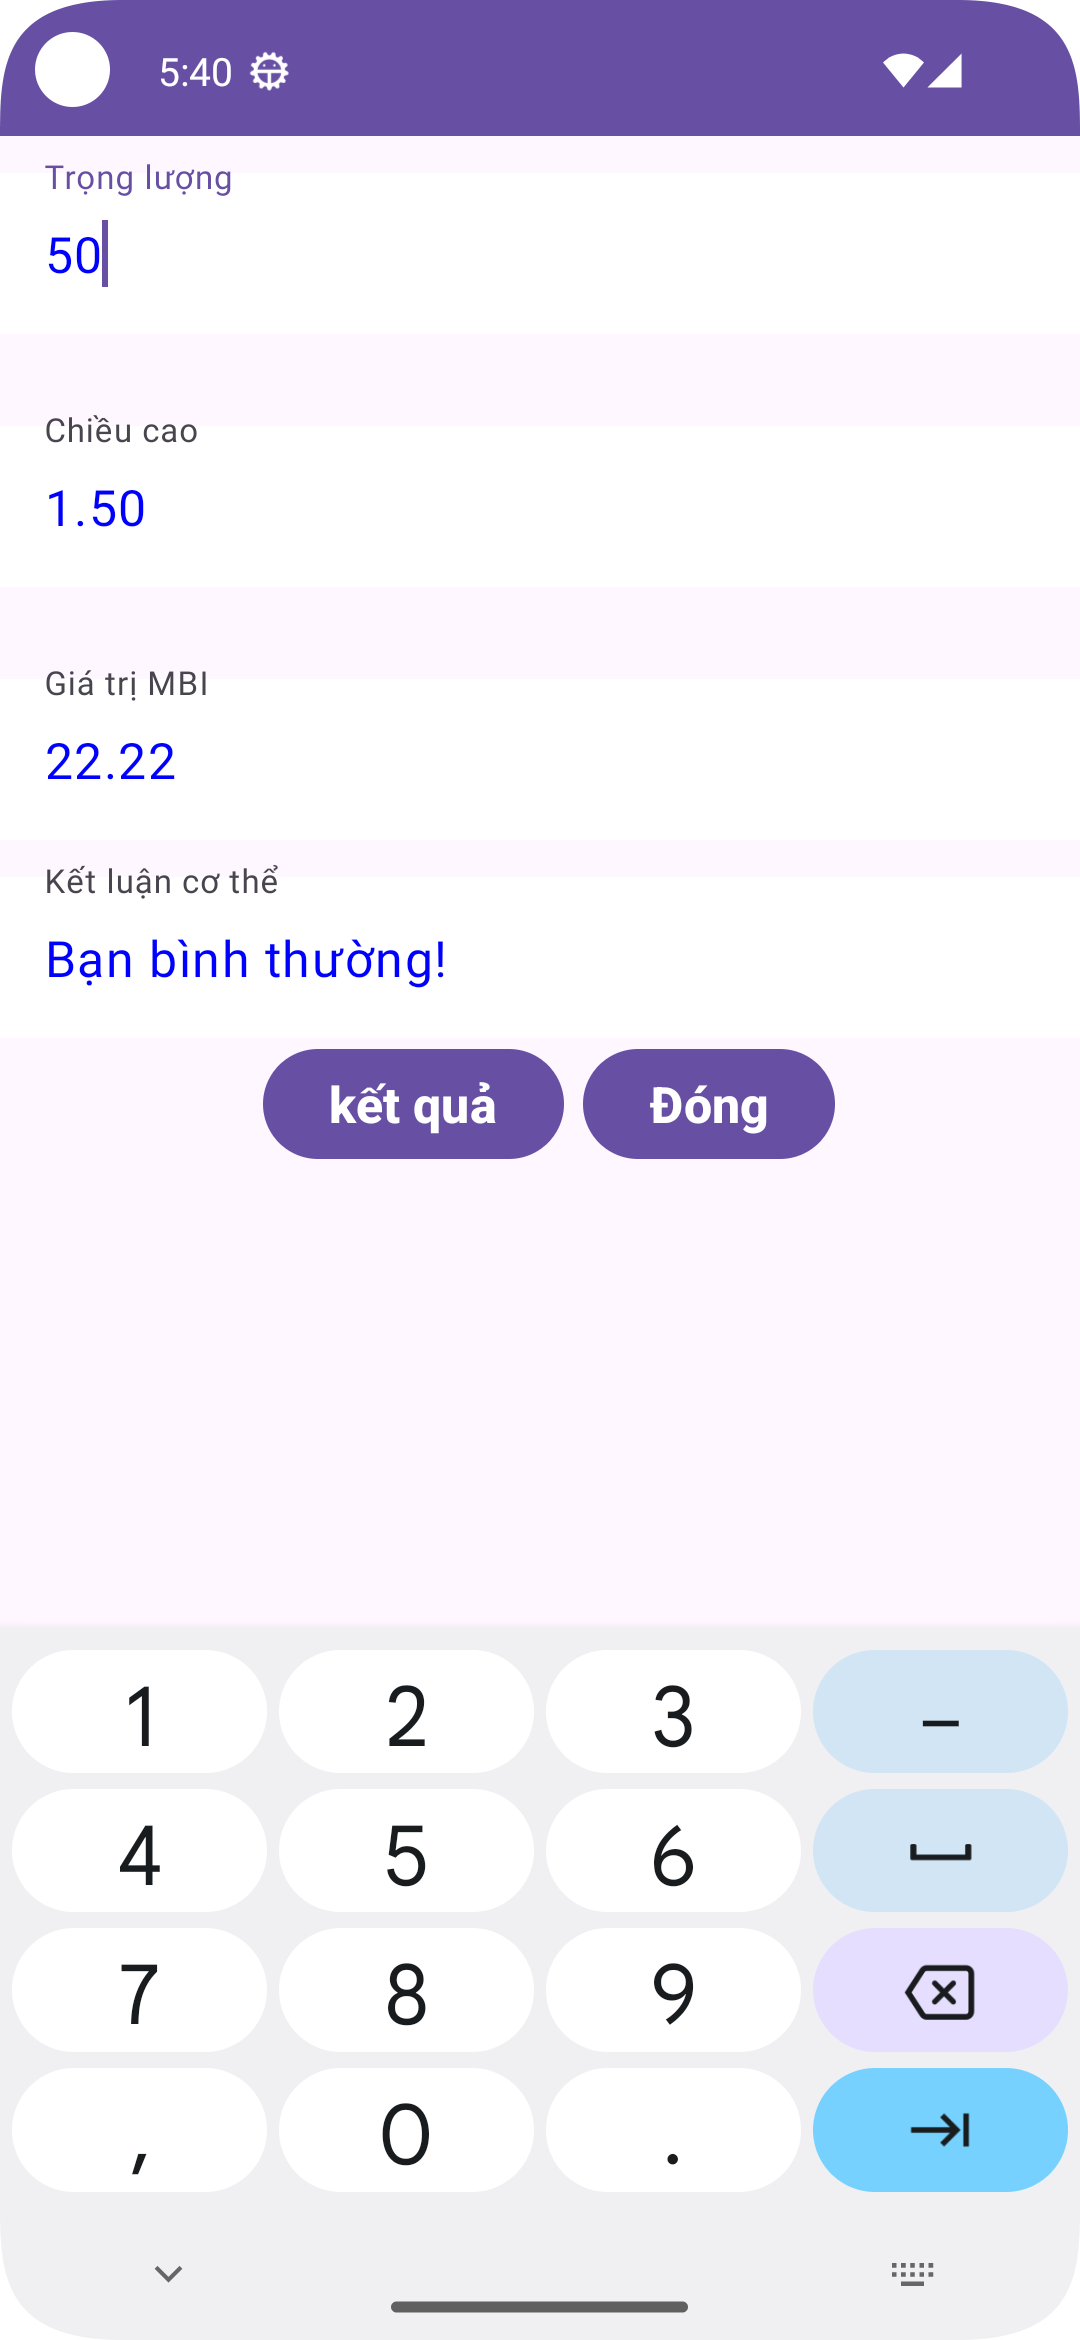 5:40
Trọng lượng
50
Chiều cao
1.50
Giá trị MBI
22.22
Kết luận cơ thể
Bạn bình thường!
kết quả Đóng
1 2 3 –
4 5 6
7 8 9
, 0 .